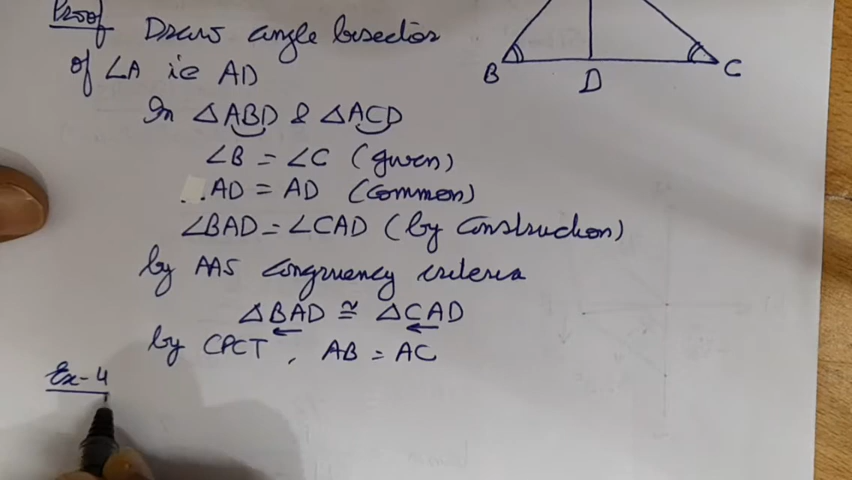 Proof Draw angle bisector
of ∠A ie AD
B D C
In △ABD & △ACD
∠B = ∠C (given)
AD = AD (Common)
∠BAD = ∠CAD (by Construction)
by AAS congruency criteria
△BAD ≅ △CAD
by CPCT, AB = AC
Ex-4